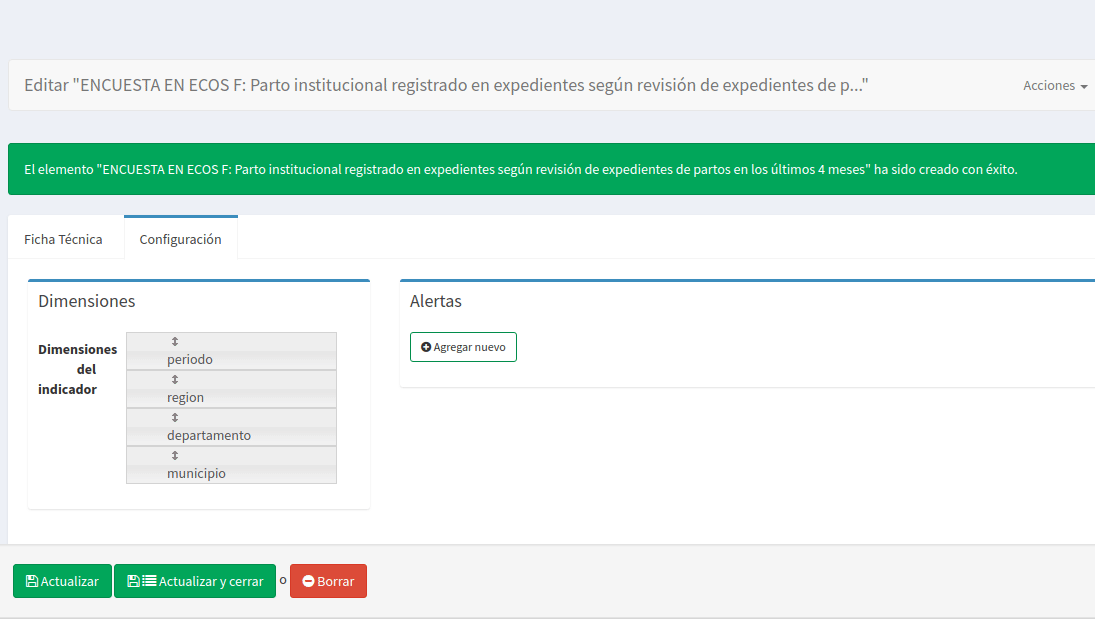 Editar "ENCUESTA EN ECOS F: Parto institucional registrado en expedientes según revisión de expedientes de p..."
Acciones
El elemento "ENCUESTA EN ECOS F: Parto institucional registrado en expedientes según revisión de expedientes de partos en los últimos 4 meses" ha sido creado con éxito.
Ficha Técnica
Configuración
Dimensiones
Dimensiones
del
indicador
periodo
region
departamento
municipio
Alertas
Agregar nuevo
Actualizar
Actualizar y cerrar
o
Borrar